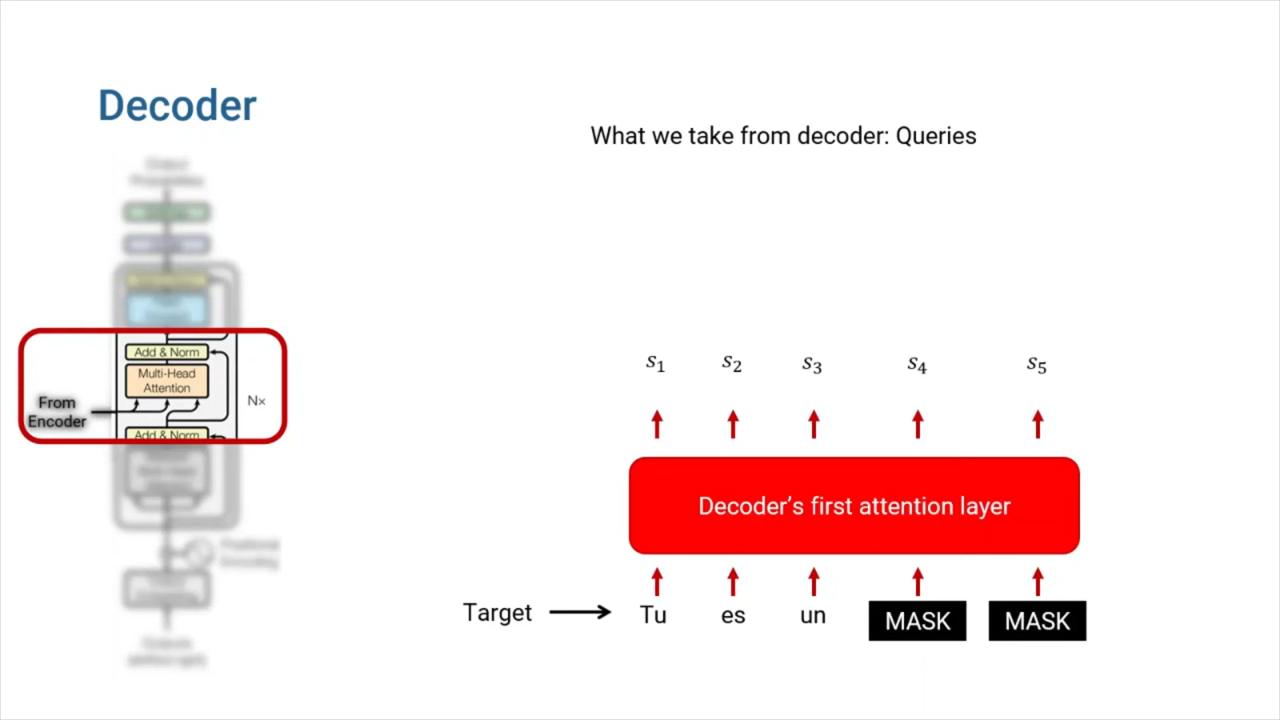 Decoder
What we take from decoder: Queries
Add & Norm
Multi-Head
Attention
From
Encoder
N×
Add & Norm
s₁ s₂ s₃ s₄ s₅
Decoder’s first attention layer
Target Tu es un MASK MASK